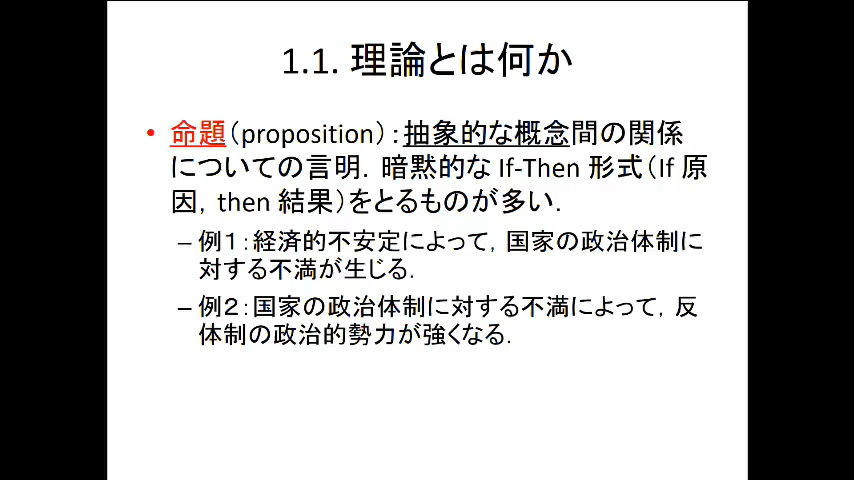 1.1. 理論とは何か
• 命題（proposition）：抽象的な概念間の関係
についての言明．暗黙的な If-Then 形式（If 原
因，then 結果）をとるものが多い．
– 例１：経済的不安定によって，国家の政治体制に
対する不満が生じる．
– 例２：国家の政治体制に対する不満によって，反
体制の政治的勢力が強くなる．